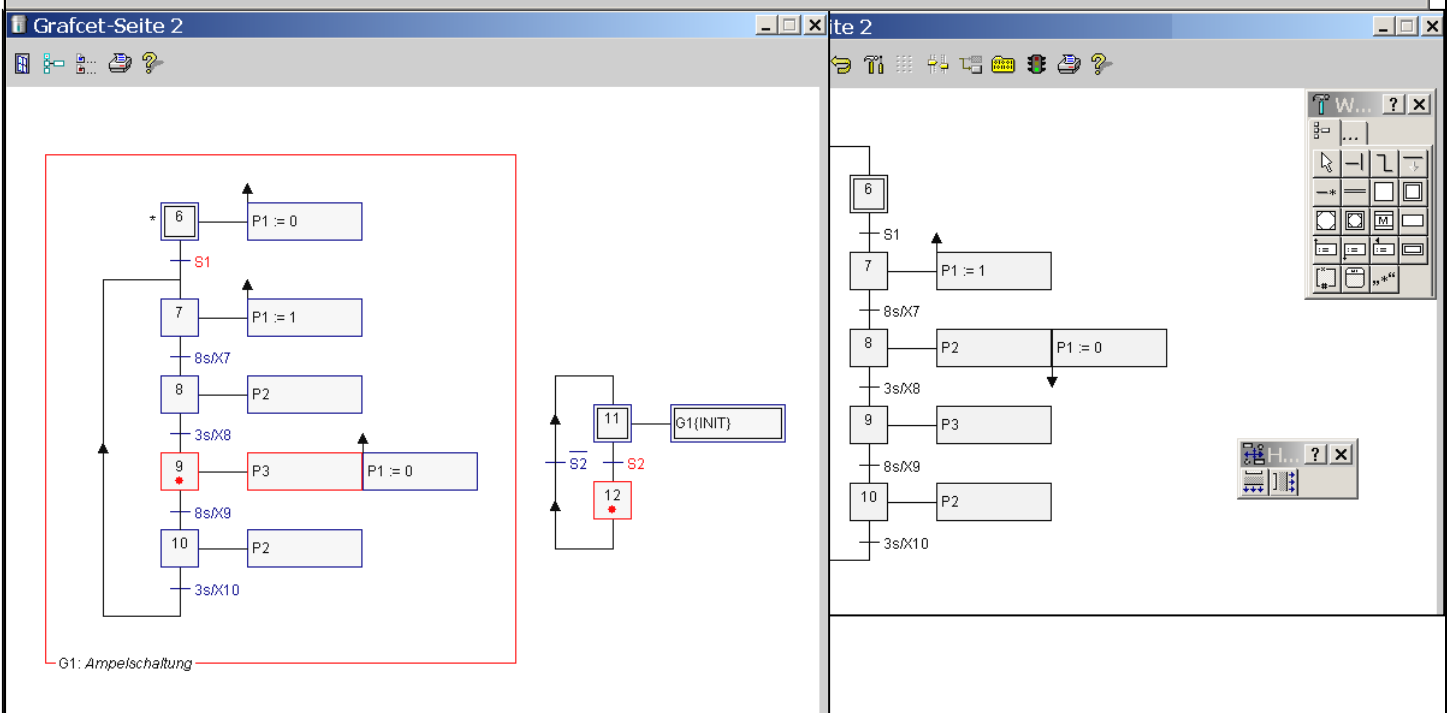 Grafcet-Seite 2
* 6 P1 := 0
S1
7 P1 := 1
8s/X7
8 P2
3s/X8
9 P3 P1 := 0
8s/X9
10 P2
3s/X10
G1: Ampelschaltung
11 G1{INIT}
S̅2̅ S2
12
ite 2
W... ?
...
M
:= := :=
* # „*“
6
S1
7 P1 := 1
8s/X7
8 P2 P1 := 0
3s/X8
9 P3
8s/X9
10 P2
3s/X10
H... ?